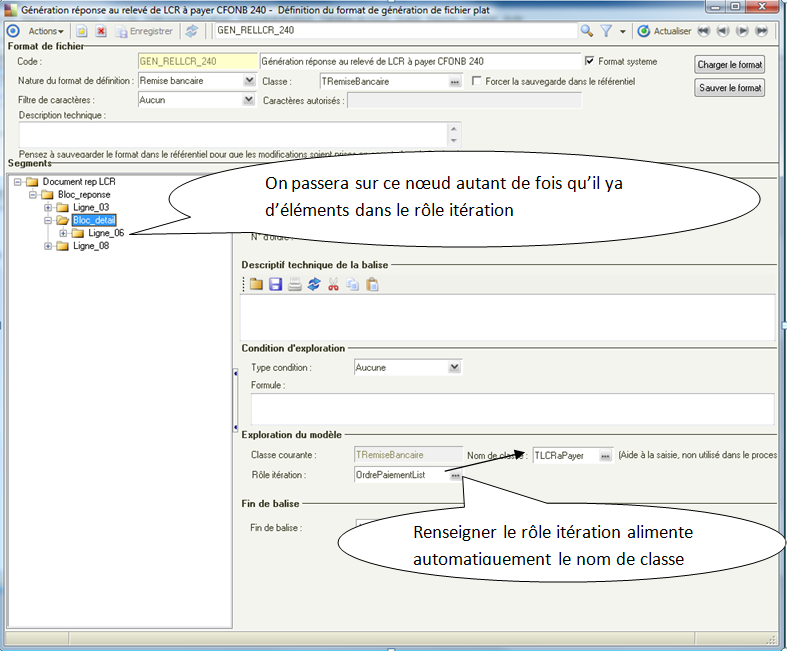 Génération réponse au relevé de LCR à payer CFONB 240 - Définition du format de génération de fichier plat
Actions Enregistrer GEN_RELLCR_240 Actualiser
Format de fichier
Code : GEN_RELLCR_240 Génération réponse au relevé de LCR à payer CFONB 240 Format systeme Charger le format
Nature du format de définition : Remise bancaire Classe : TRemiseBancaire ... Forcer la sauvegarde dans le référentiel
Sauver le format
Filtre de caractères : Aucun Caractères autorisés :
Description technique :
Pensez à sauvegarder le format dans le référentiel pour que les modifications soient prises
Segments
Document rep LCR
Bloc_reponse
Ligne_03
Bloc_detail
Ligne_06
Ligne_08
On passera sur ce nœud autant de fois qu'il ya
d'éléments dans le rôle itération
N° d'ordre
Descriptif technique de la balise
Condition d'exploration
Type condition : Aucune
Formule :
Exploration du modèle
Classe courante : TRemiseBancaire Nom de classe : TLCRaPayer ... (Aide à la saisie, non utilisé dans le proces
Rôle itération : OrdrePaiementList ...
Fin de balise
Fin de balise :
Renseigner le rôle itération alimente
automatiquement le nom de classe